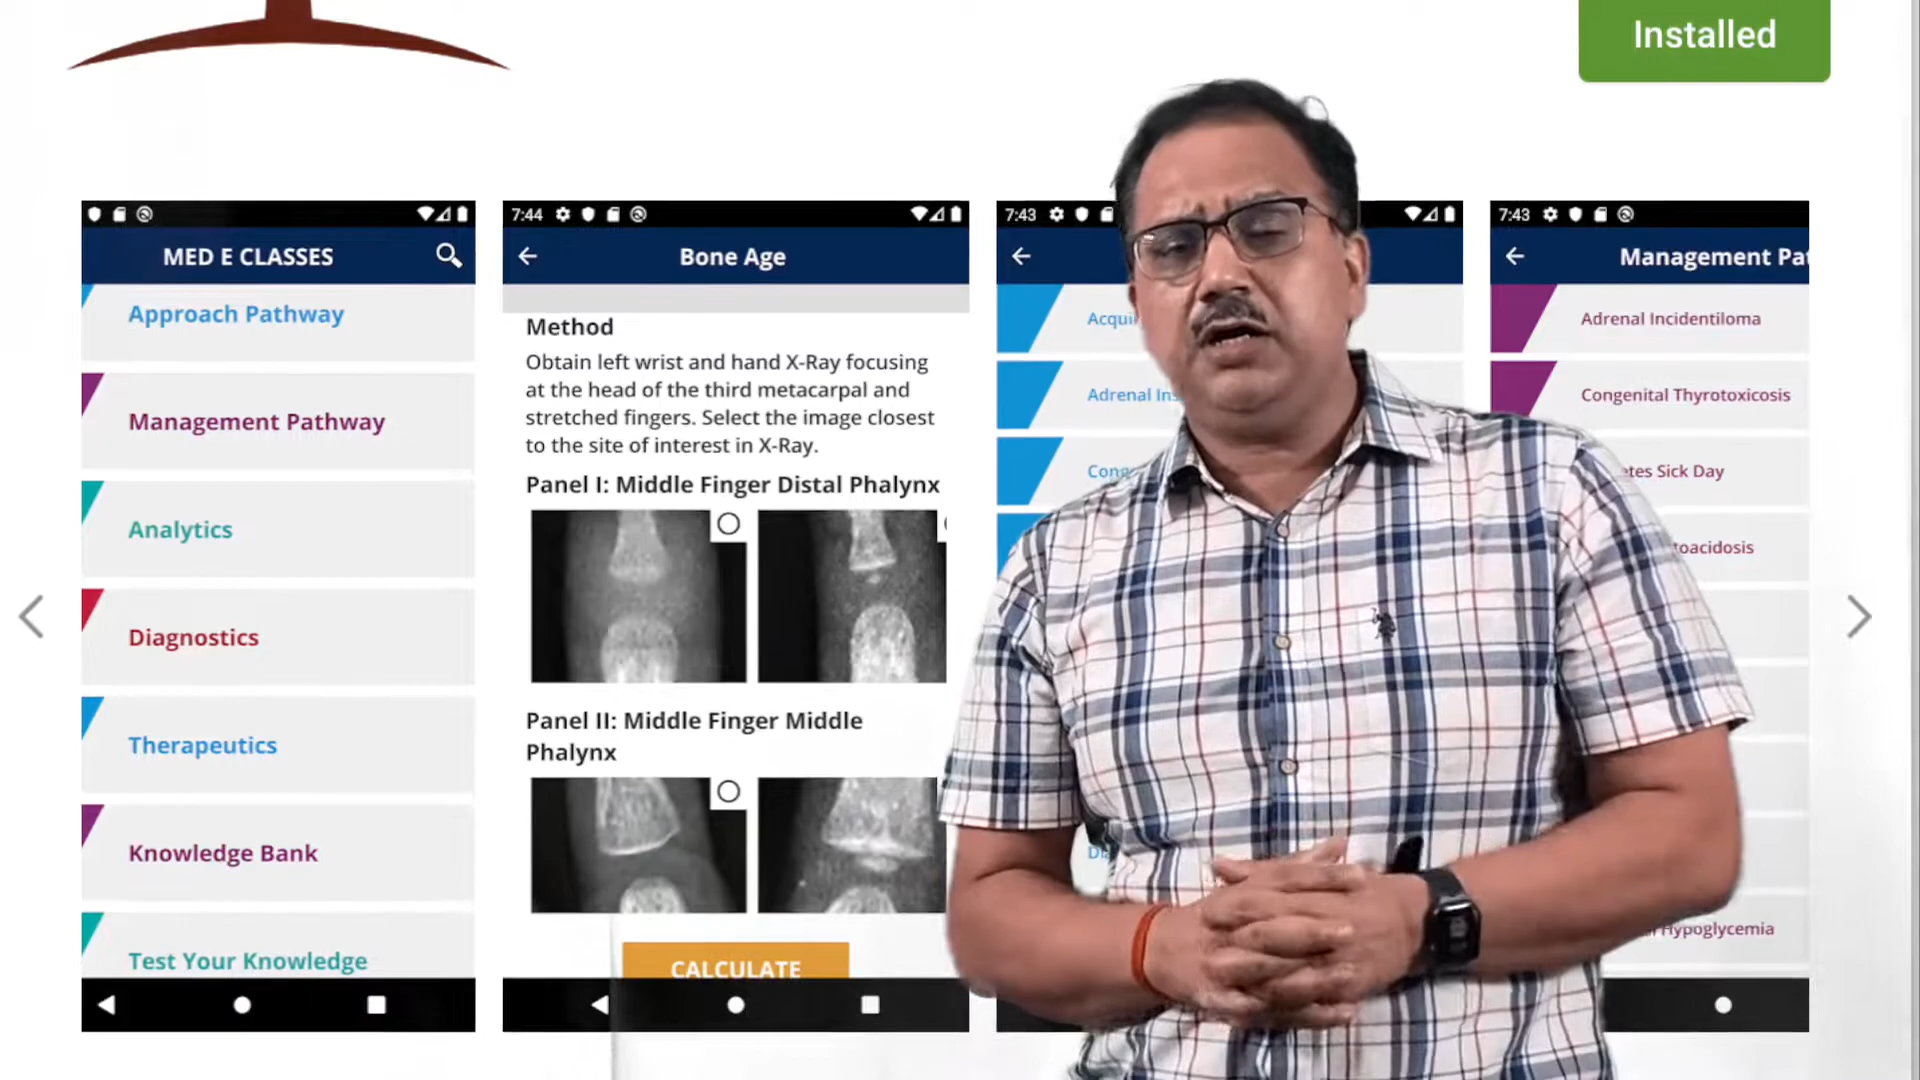 Installed
MED E CLASSES
Approach Pathway
Management Pathway
Analytics
Diagnostics
Therapeutics
Knowledge Bank
Test Your Knowledge
7:44
Bone Age
Method
Obtain left wrist and hand X-Ray focusing
at the head of the third metacarpal and
stretched fingers. Select the image closest
to the site of interest in X-Ray.
Panel I: Middle Finger Distal Phalynx
Panel II: Middle Finger Middle
Phalynx
CALCULATE
7:43
Adrenal
7:43
Management
Adrenal Incidentiloma
Congenital Thyrotoxicosis
Sick Day
Hypoglycemia